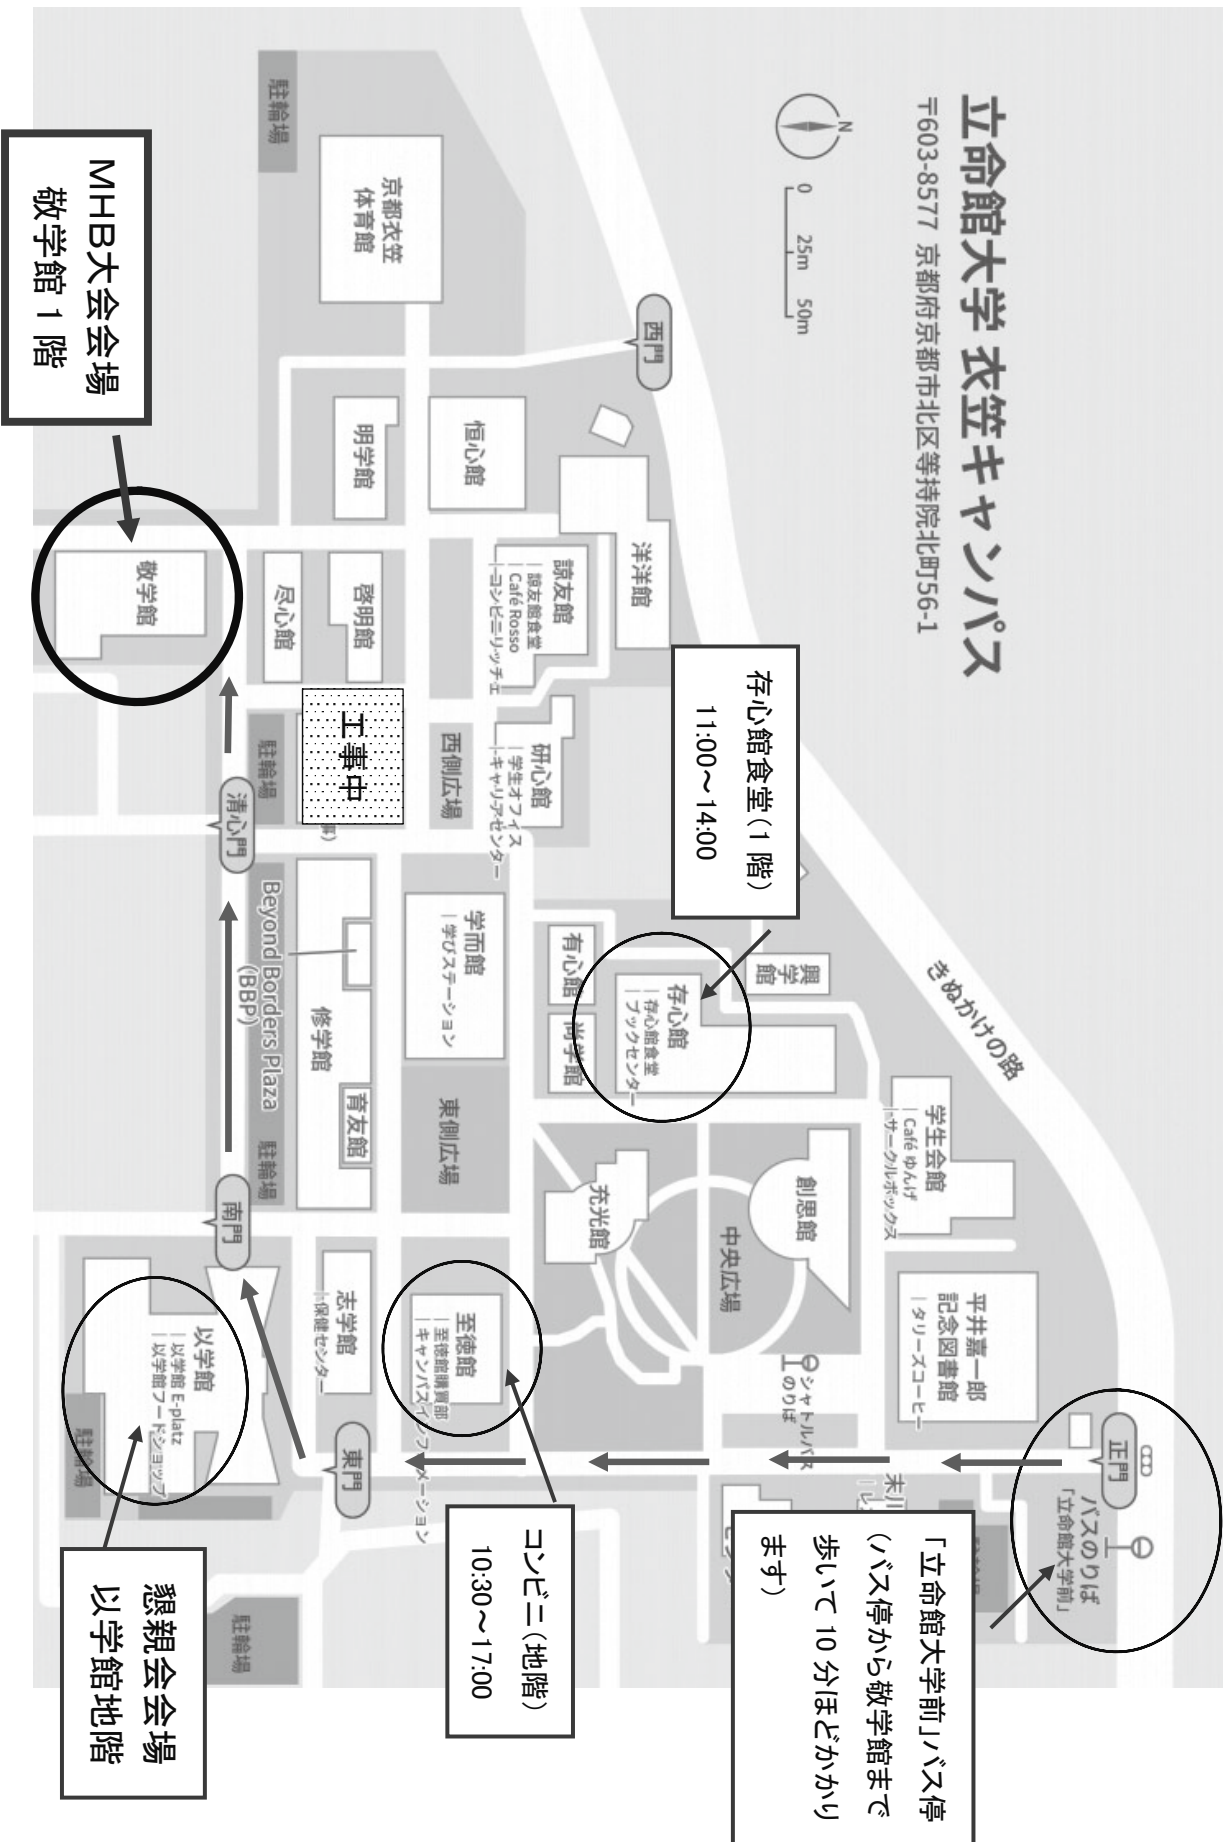 立命館大学 衣笠キャンパス
〒603-8577 京都府京都市北区等持院北町56-1
N
0 25m 50m
きぬかけの路
西門
正門
バスのりば
「立命館大学前」
「立命館大学前」バス停
（バス停から敬学館まで
歩いて 10 分ほどかかり
ます）
平井嘉一郎
記念図書館
| タリーズコーヒー
学生会館
| Café ゆんげ
| サークルボックス
末川
シャトルバス
のりば
創思館
中央広場
充光館
興学館
存心館
| 存心館食堂
ブックセンター
存心館食堂（1 階）
11:00～14:00
有心館
尚学館
洋洋館
諒友館
| 諒友館食堂
| Café Rosso
| コンビニリッチェ
研心館
| 学生オフィス
| キャリアセンター
恒心館
西側広場
学而館
| 学びステーション
東側広場
至徳館
| 至徳館購買部
| キャンパスインフォメーション
コンビニ（地階）
10:30～17:00
京都衣笠
体育館
明学館
啓明館
尽心館
工事中
階）
修学館
育友館
Beyond Borders Plaza
(BBP)
志学館
| 保健センター
東門
駐輪場
駐輪場
駐輪場
駐輪場
駐輪場
清心門
南門
敬学館
以学館
| 以学館 E-platz
| 以学館フードショップ
MHB大会会場
敬学館 1 階
懇親会会場
以学館地階